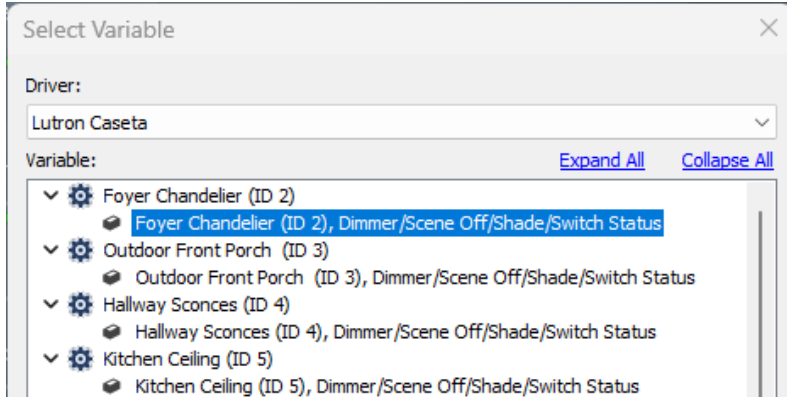 Select Variable
Driver:
Lutron Caseta
Variable: Expand All Collapse All
Foyer Chandelier (ID 2)
Foyer Chandelier (ID 2), Dimmer/Scene Off/Shade/Switch Status
Outdoor Front Porch  (ID 3)
Outdoor Front Porch  (ID 3), Dimmer/Scene Off/Shade/Switch Status
Hallway Sconces (ID 4)
Hallway Sconces (ID 4), Dimmer/Scene Off/Shade/Switch Status
Kitchen Ceiling (ID 5)
Kitchen Ceiling (ID 5), Dimmer/Scene Off/Shade/Switch Status